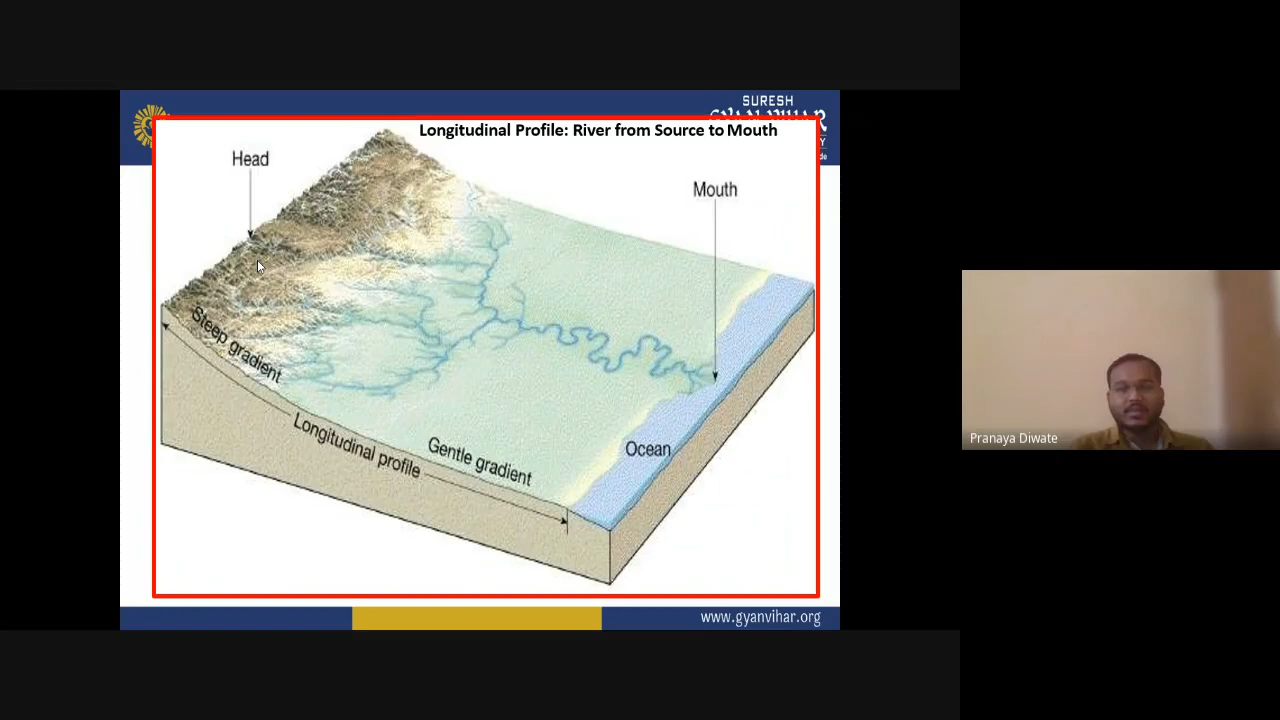 SURESH
Longitudinal Profile: River from Source to Mouth
Head
Mouth
Steep gradient
Longitudinal profile
Gentle gradient
Ocean
Pranaya Diwate
www.gyanvihar.org